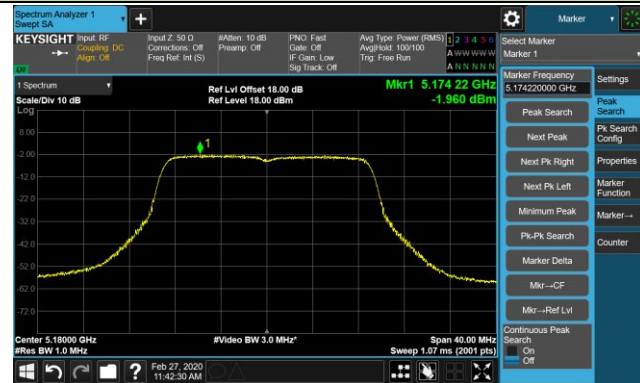 Spectrum Analyzer 1
Swept SA
+
Marker
KEYSIGHT
Input: RF
Coupling: DC
Align: Off
Input Z: 50 Ω
Corrections: Off
Freq Ref: Int (S)
#Atten: 10 dB
Preamp: Off
PNO: Fast
Gate: Off
IF Gain: Low
Sig Track: Off
Avg Type: Power (RMS)
Avg|Hold: 100/100
Trig: Free Run
1 2 3 4 5 6
A W W W W W
A N N N N N
Select Marker
Marker 1
1 Spectrum
Scale/Div 10 dB
Log
Ref Lvl Offset 18.00 dB
Ref Level 18.00 dBm
Mkr1 5.174 22 GHz
-1.960 dBm
8.00
-2.00
-12.0
-22.0
-32.0
-42.0
-52.0
-62.0
-72.0
1
Center 5.18000 GHz
#Res BW 1.0 MHz
#Video BW 3.0 MHz*
Span 40.00 MHz
Sweep 1.07 ms (2001 pts)
Marker Frequency
5.174220000 GHz
Peak Search
Next Peak
Next Pk Right
Next Pk Left
Minimum Peak
Pk-Pk Search
Marker Delta
Mkr→CF
Mkr→Ref Lvl
Continuous Peak
Search
On
Off
Settings
Peak
Search
Pk Search
Config
Properties
Marker
Function
Marker→
Counter
?
Feb 27, 2020
11:42:30 AM